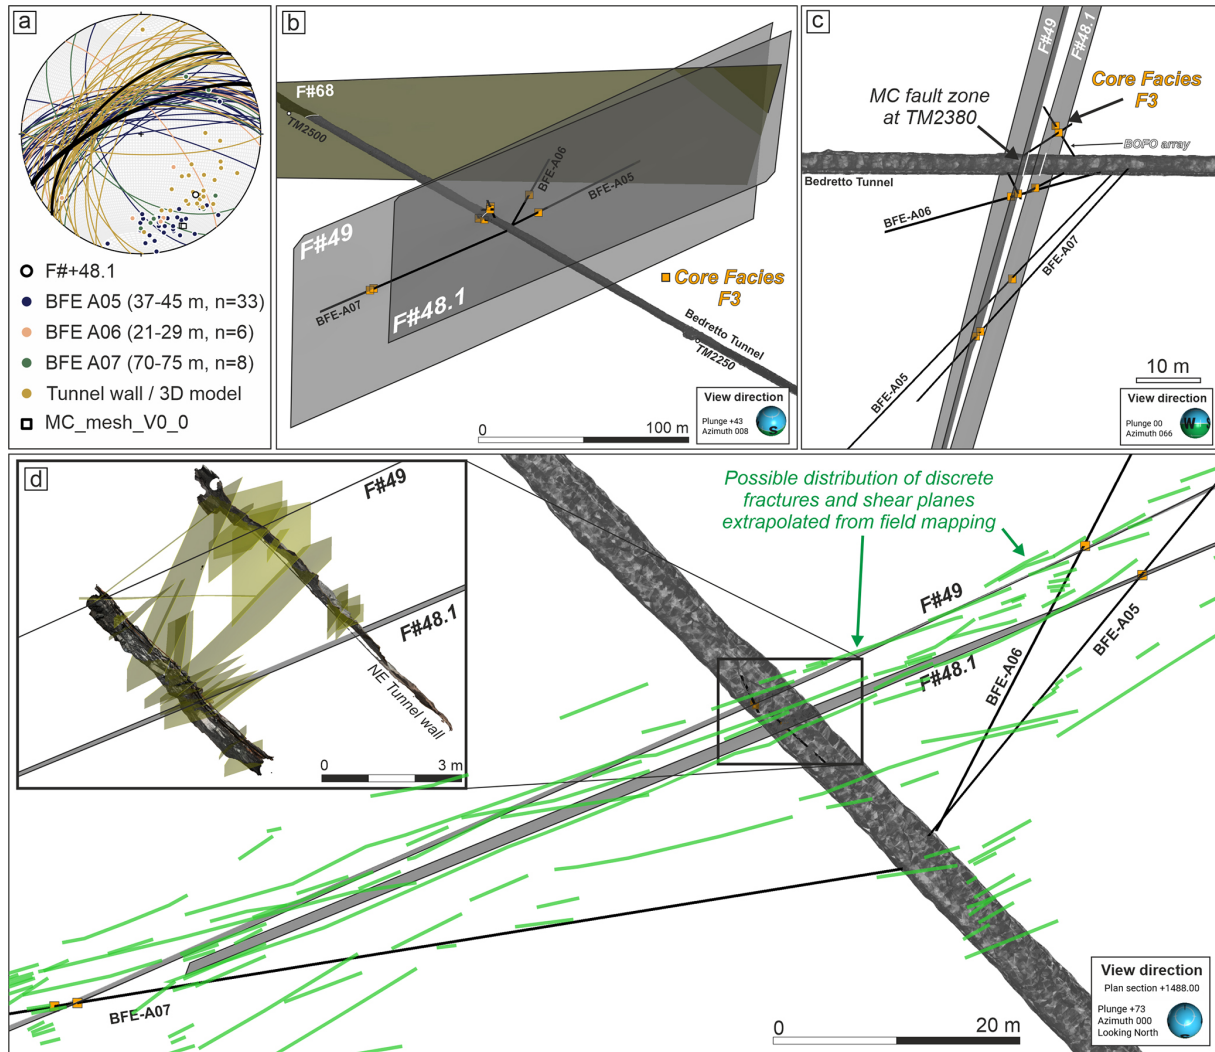 a
F#+48.1
BFE A05 (37-45 m, n=33)
BFE A06 (21-29 m, n=6)
BFE A07 (70-75 m, n=8)
Tunnel wall / 3D model
MC_mesh_V0_0
b
F#68
TM2500
BFE-A06
BFE-A05
F#49
BFE-A07
F#48.1
Core Facies
F3
Bedretto Tunnel
TM2250
0
100 m
View direction
Plunge +43
Azimuth 008
S
c
F#49
F#48.1
Core Facies
F3
MC fault zone
at TM2380
BOFO array
Bedretto Tunnel
BFE-A06
BFE-A07
BFE-A05
10 m
View direction
Plunge 00
Azimuth 066
W
S
d
F#49
F#48.1
NE Tunnel wall
0
3 m
Possible distribution of discrete
fractures and shear planes
extrapolated from field mapping
F#49
F#48.1
BFE-A06
BFE-A05
BFE-A07
0
20 m
View direction
Plan section +1488.00
Plunge +73
Azimuth 000
Looking North